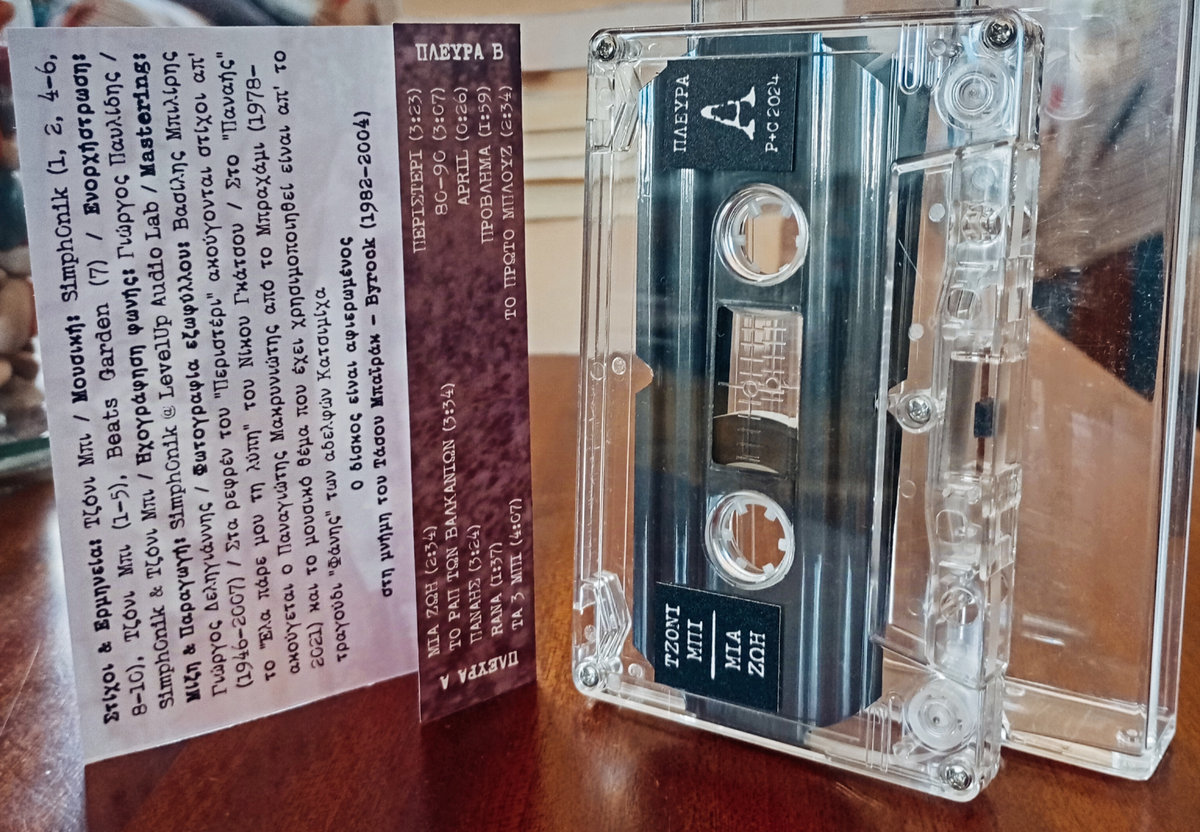 Στίχοι & Ερμηνεία: Τζόνι Μπι / Μουσική: SimphOnik (1, 2, 4-6,
8-10), Τζόνι Μπι (1-5), Beats Garden (7) / Ενορχήστρωση:
SimphOnik & Τζόνι Μπι / Ηχογράφηση φωνής: Γιώργος Παυλίδης /
Μίξη & Παραγωγή: SimphOnik @ LevelUp Audio Lab / Mastering:
Γιώργος Δεληγιάννης / Φωτογραφία εξωφύλλου: Βασίλης Μπιλίρης
(1946-2007) / Στα ρεφρέν του "Περιστέρι" ακούγονται στίχοι απ'
το "Έλα πάρε μου τη λύπη" του Νίκου Γκάτσου / Στο "Παναής"
ακούγεται ο Παναγιώτης Μακρυνιώτης από το Μπραχάμι (1978-
2021) και το μουσικό θέμα που έχει χρησιμοποιηθεί είναι απ' το
τραγούδι "Φάνης" των αδελφών Κατσιμίχα
Ο δίσκος είναι αφιερωμένος
στη μνήμη του Τάσου Μπαϊράκ - Byrock (1982-2004)
ΠΛΕΥΡΑ Α
ΜΙΑ ΖΩΗ (2:34)
ΤΟ ΡΑΠ ΤΩΝ ΒΑΛΚΑΝΙΩΝ (3:34)
ΠΑΝΑΗΣ (3:24)
RANA (1:37)
ΤΑ 3 ΜΠΙ (4:07)
ΠΛΕΥΡΑ Β
ΠΕΡΙΣΤΕΡΙ (3:23)
80-90 (3:07)
APRIL (0:26)
ΠΡΟΒΛΗΜΑ (1:59)
ΤΟ ΠΡΩΤΟ ΜΠΛΟΥΖ (2:34)
ΤΖΟΝΙ
ΜΠΙ
ΜΙΑ
ΖΩΗ
ΠΛΕΥΡΑ
Α
P+C 2024